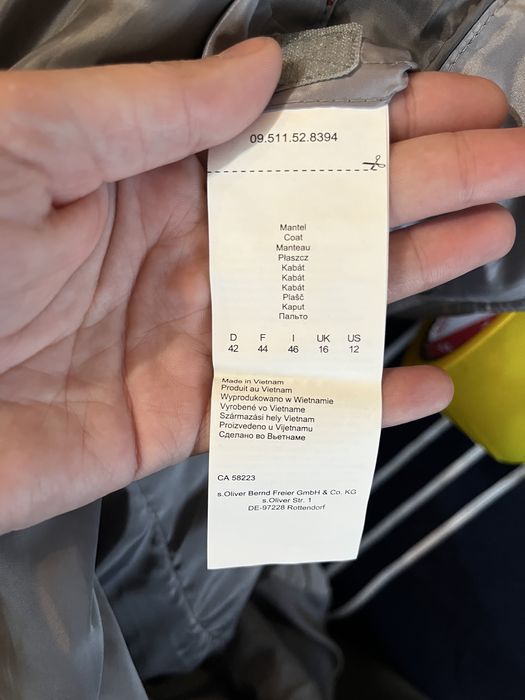 09.511.52.8394
Mantel
Coat
Manteau
Płaszcz
Kabát
Kabát
Kabát
Plašč
Kaput
Пальто
D F I UK US
42 44 46 16 12
Made in Vietnam
Produit au Vietnam
Wyprodukowano w Wietnamie
Vyrobené vo Vietname
Származási hely Vietnam
Proizvedeno u Vijetnamu
Сделано во Вьетнаме
CA 58223
s.Oliver Bernd Freier GmbH & Co. KG
s.Oliver Str. 1
DE-97228 Rottendorf